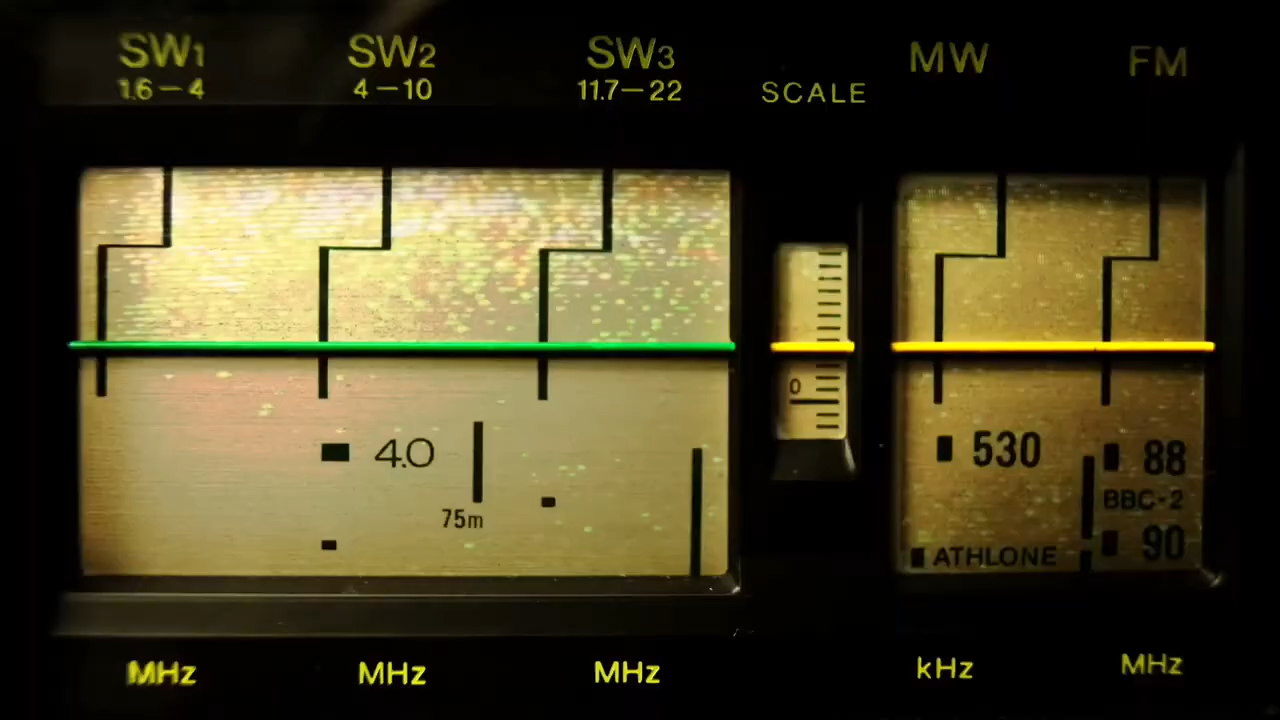 SW1 SW2 SW3 MW FM
1.6–4 4–10 11.7–22 SCALE
0
4.0 530 88
75m BBC-2
ATHLONE 90
MHz MHz MHz kHz MHz